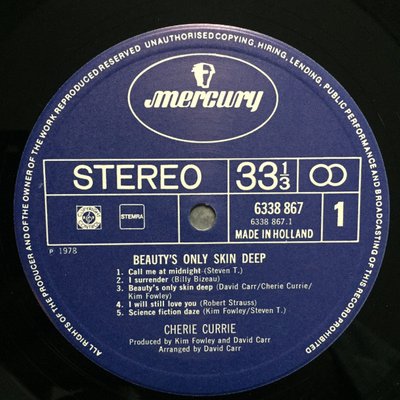 ALL RIGHTS OF THE PRODUCER AND OF THE OWNER OF THE WORK REPRODUCED RESERVED UNAUTHORISED COPYING, HIRING, LENDING, PUBLIC PERFORMANCE AND BROADCASTING OF THIS RECORD PROHIBITED
mercury
STEREO 33 1/3
STEMRA
6338 867
6338 867.1
MADE IN HOLLAND
1
P 1978
BEAUTY'S ONLY SKIN DEEP
1. Call me at midnight (Steven T.)
2. I surrender (Billy Bizeau)
3. Beauty's only skin deep (David Carr/Cherie Currie/
Kim Fowley)
4. I will still love you (Robert Strauss)
5. Science fiction daze (Kim Fowley/Steven T.)
CHERIE CURRIE
Produced by Kim Fowley and David Carr
Arranged by David Carr